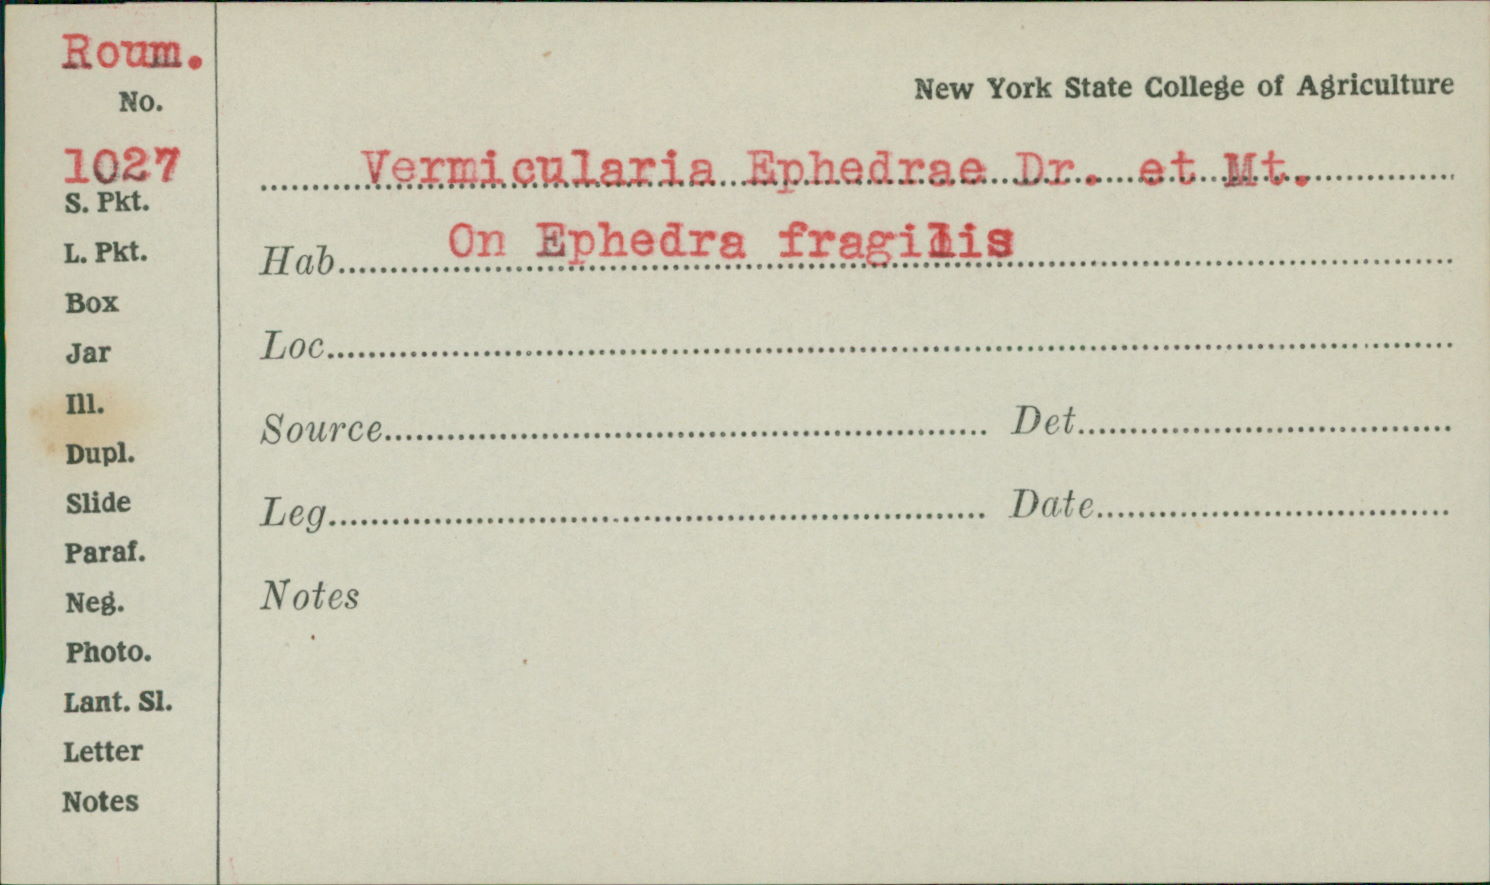 Roum.
No.
1027
S. Pkt.
L. Pkt.
Box
Jar
Ill.
Dupl.
Slide
Paraf.
Neg.
Photo.
Lant. Sl.
Letter
Notes
New York State College of Agriculture
Vermicularia Ephedrae Dr. et Mt.
Hab. On Ephedra fragilis
Loc.
Source Det.
Leg. Date
Notes